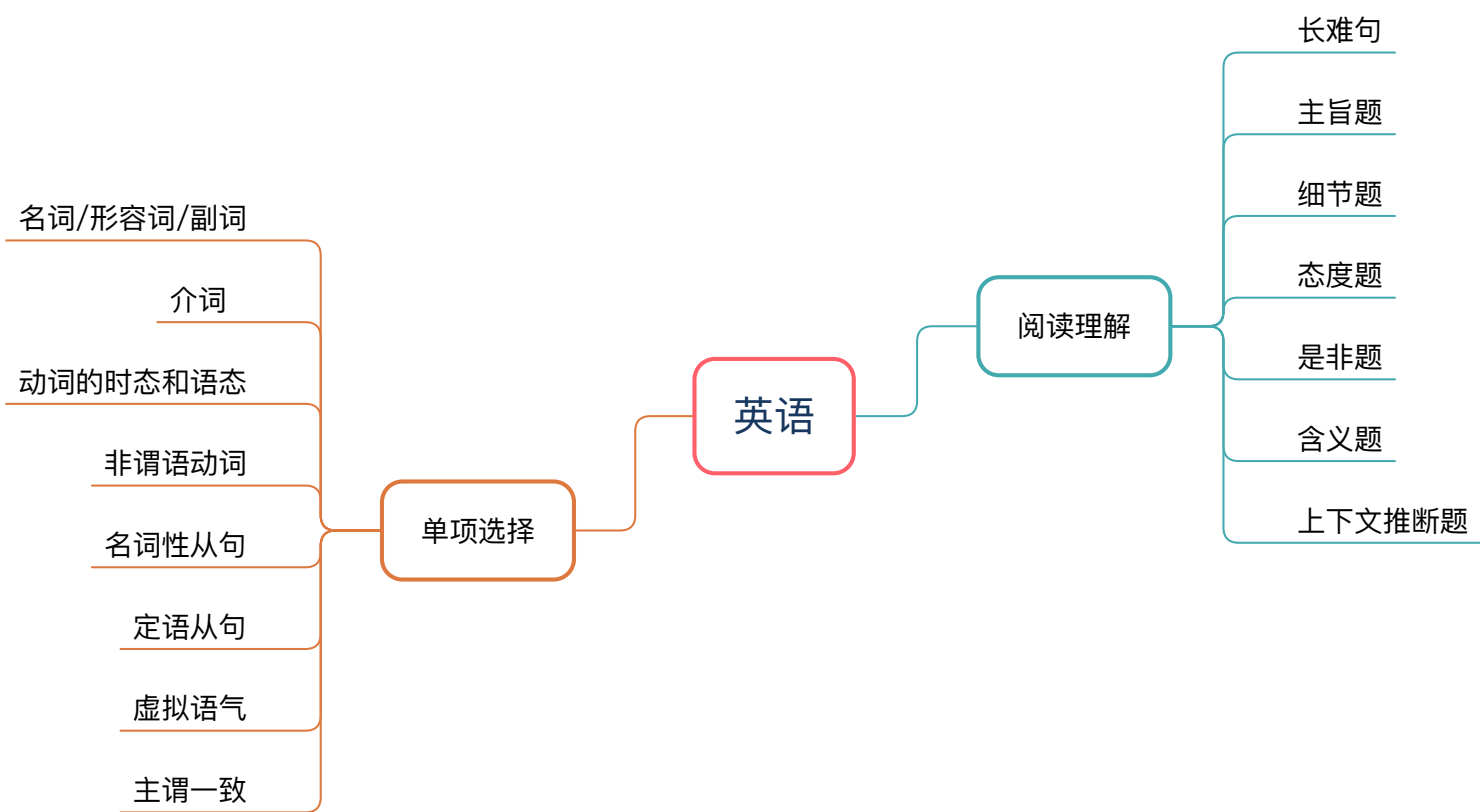 英语
阅读理解
长难句
主旨题
细节题
态度题
是非题
含义题
上下文推断题
单项选择
名词/形容词/副词
介词
动词的时态和语态
非谓语动词
名词性从句
定语从句
虚拟语气
主谓一致